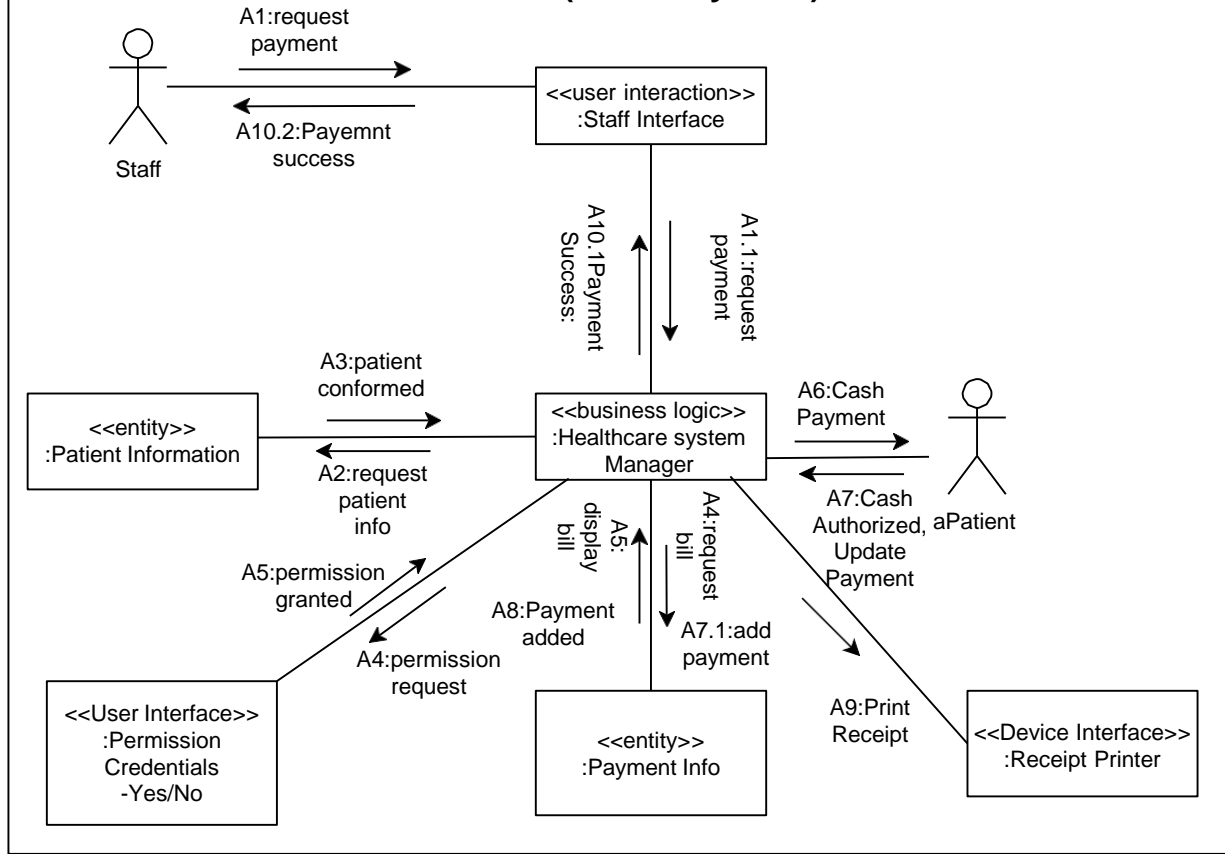 A1:request
payment
A10.2:Payemnt
success
Staff
<<user interaction>>
:Staff Interface
A10.1Payment
Success:
A1.1:request
payment
A3:patient
conformed
<<entity>>
:Patient Information
A2:request
patient
info
<<business logic>>
:Healthcare system
Manager
A6:Cash
Payment
A7:Cash
Authorized,
Update
Payment
aPatient
A5:permission
granted
A4:permission
request
A5:
display
bill
A4:request
bill
A8:Payment
added
A7.1:add
payment
A9:Print
Receipt
<<User Interface>>
:Permission
Credentials
-Yes/No
<<entity>>
:Payment Info
<<Device Interface>>
:Receipt Printer